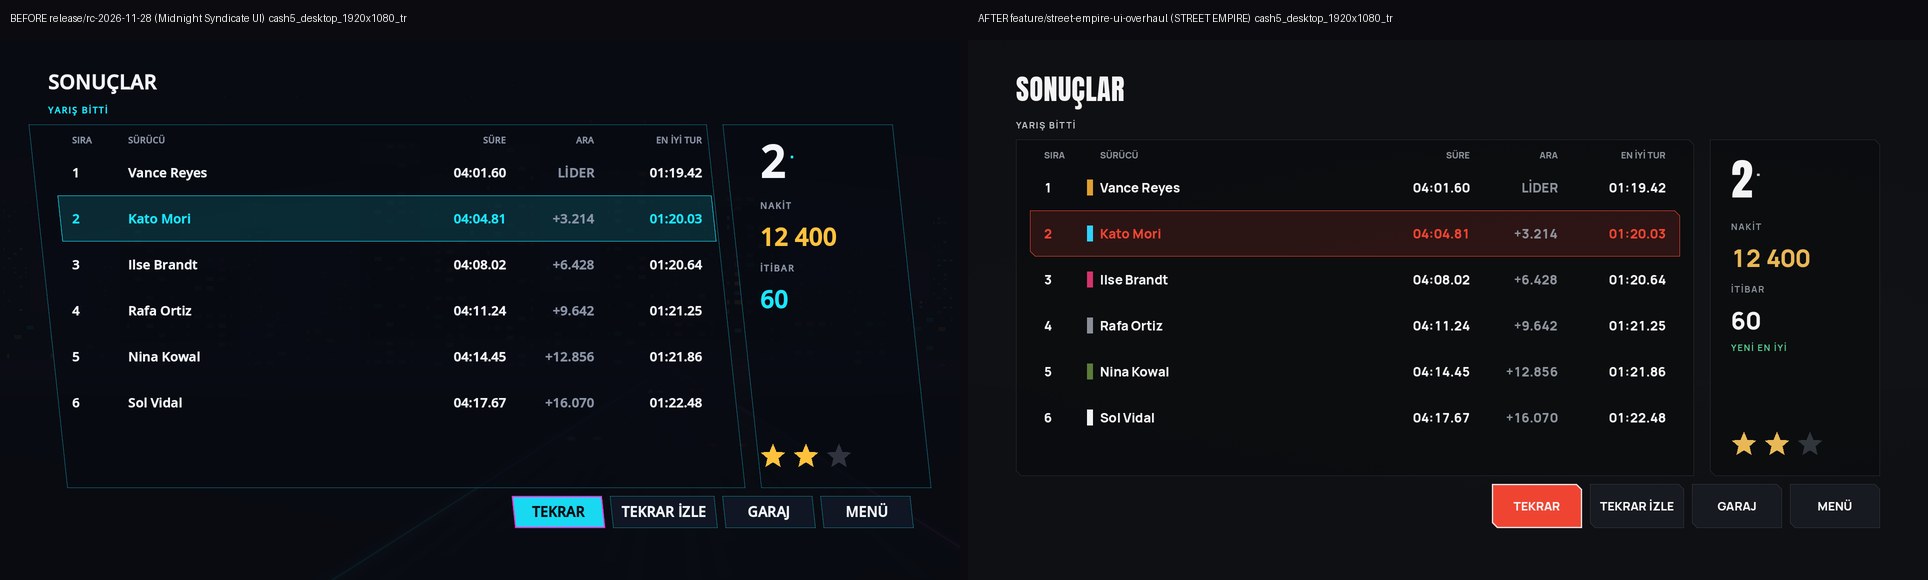 BEFORE release/rc-2026-11-28 (Midnight Syndicate UI) cash5_desktop_1920x1080_tr
SONUÇLAR
YARIŞ BİTTİ
SIRA SÜRÜCÜ SÜRE ARA EN İYİ TUR
1 Vance Reyes 04:01.60 LİDER 01:19.42
2 Kato Mori 04:04.81 +3.214 01:20.03
3 Ilse Brandt 04:08.02 +6.428 01:20.64
4 Rafa Ortiz 04:11.24 +9.642 01:21.25
5 Nina Kowal 04:14.45 +12.856 01:21.86
6 Sol Vidal 04:17.67 +16.070 01:22.48
2.
NAKİT
12 400
İTİBAR
60
TEKRAR TEKRAR İZLE GARAJ MENÜ
AFTER feature/street-empire-ui-overhaul (STREET EMPIRE) cash5_desktop_1920x1080_tr
SONUÇLAR
YARIŞ BİTTİ
SIRA SÜRÜCÜ SÜRE ARA EN İYİ TUR
1 Vance Reyes 04:01.60 LİDER 01:19.42
2 Kato Mori 04:04.81 +3.214 01:20.03
3 Ilse Brandt 04:08.02 +6.428 01:20.64
4 Rafa Ortiz 04:11.24 +9.642 01:21.25
5 Nina Kowal 04:14.45 +12.856 01:21.86
6 Sol Vidal 04:17.67 +16.070 01:22.48
2.
NAKİT
12 400
İTİBAR
60
YENİ EN İYİ
TEKRAR TEKRAR İZLE GARAJ MENÜ